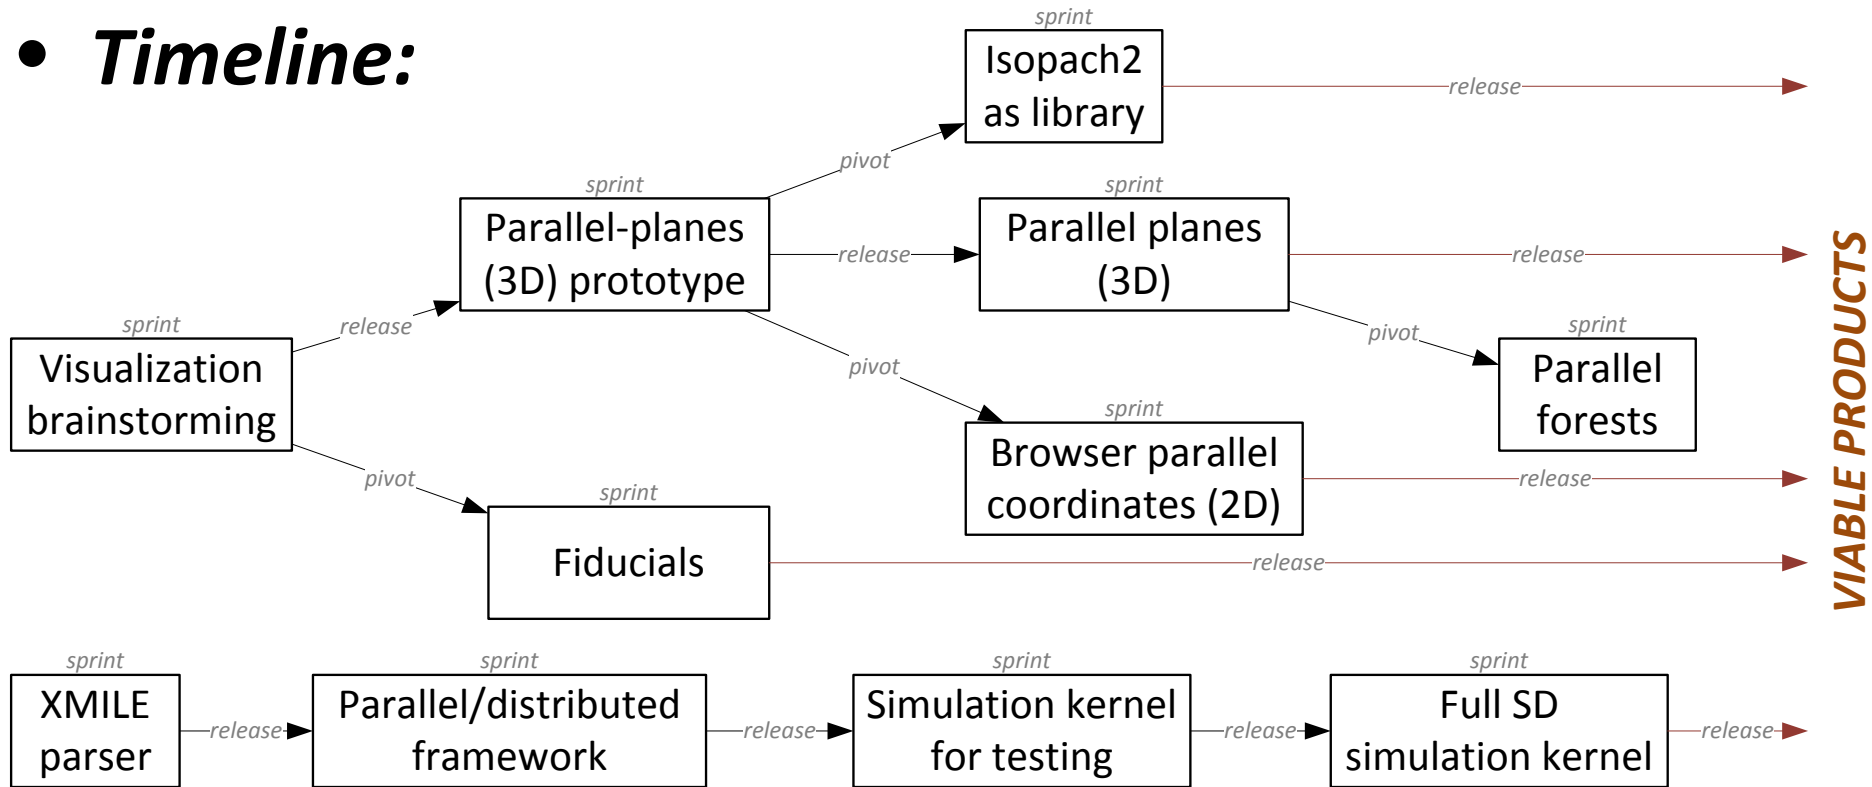 • Timeline:
sprint
Isopach2
as library
release
pivot
sprint
Parallel-planes
(3D) prototype
release
sprint
Parallel planes
(3D)
release
sprint
Visualization
brainstorming
release
pivot
pivot
sprint
Parallel
forests
sprint
Browser parallel
coordinates (2D)
release
pivot
sprint
Fiducials
release
VIABLE PRODUCTS
sprint
XMILE
parser
release
sprint
Parallel/distributed
framework
release
sprint
Simulation kernel
for testing
release
sprint
Full SD
simulation kernel
release